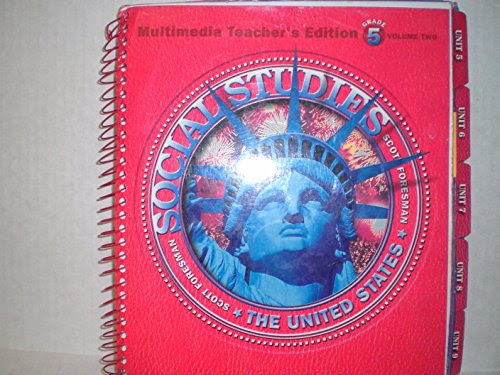 Multimedia Teacher's Edition GRADE 5 VOLUME TWO
SOCIAL STUDIES
SCOTT FORESMAN
SCOTT FORESMAN
THE UNITED STATES
UNIT 5
UNIT 6
UNIT 7
UNIT 8
UNIT 9